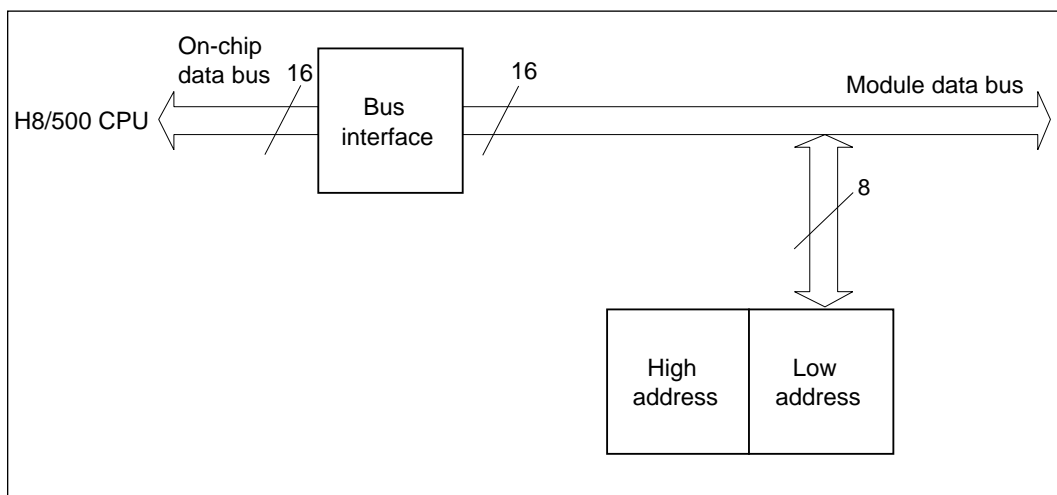 On-chip
data bus
16
16
Bus
interface
Module data bus
H8/500 CPU
8
High
address
Low
address